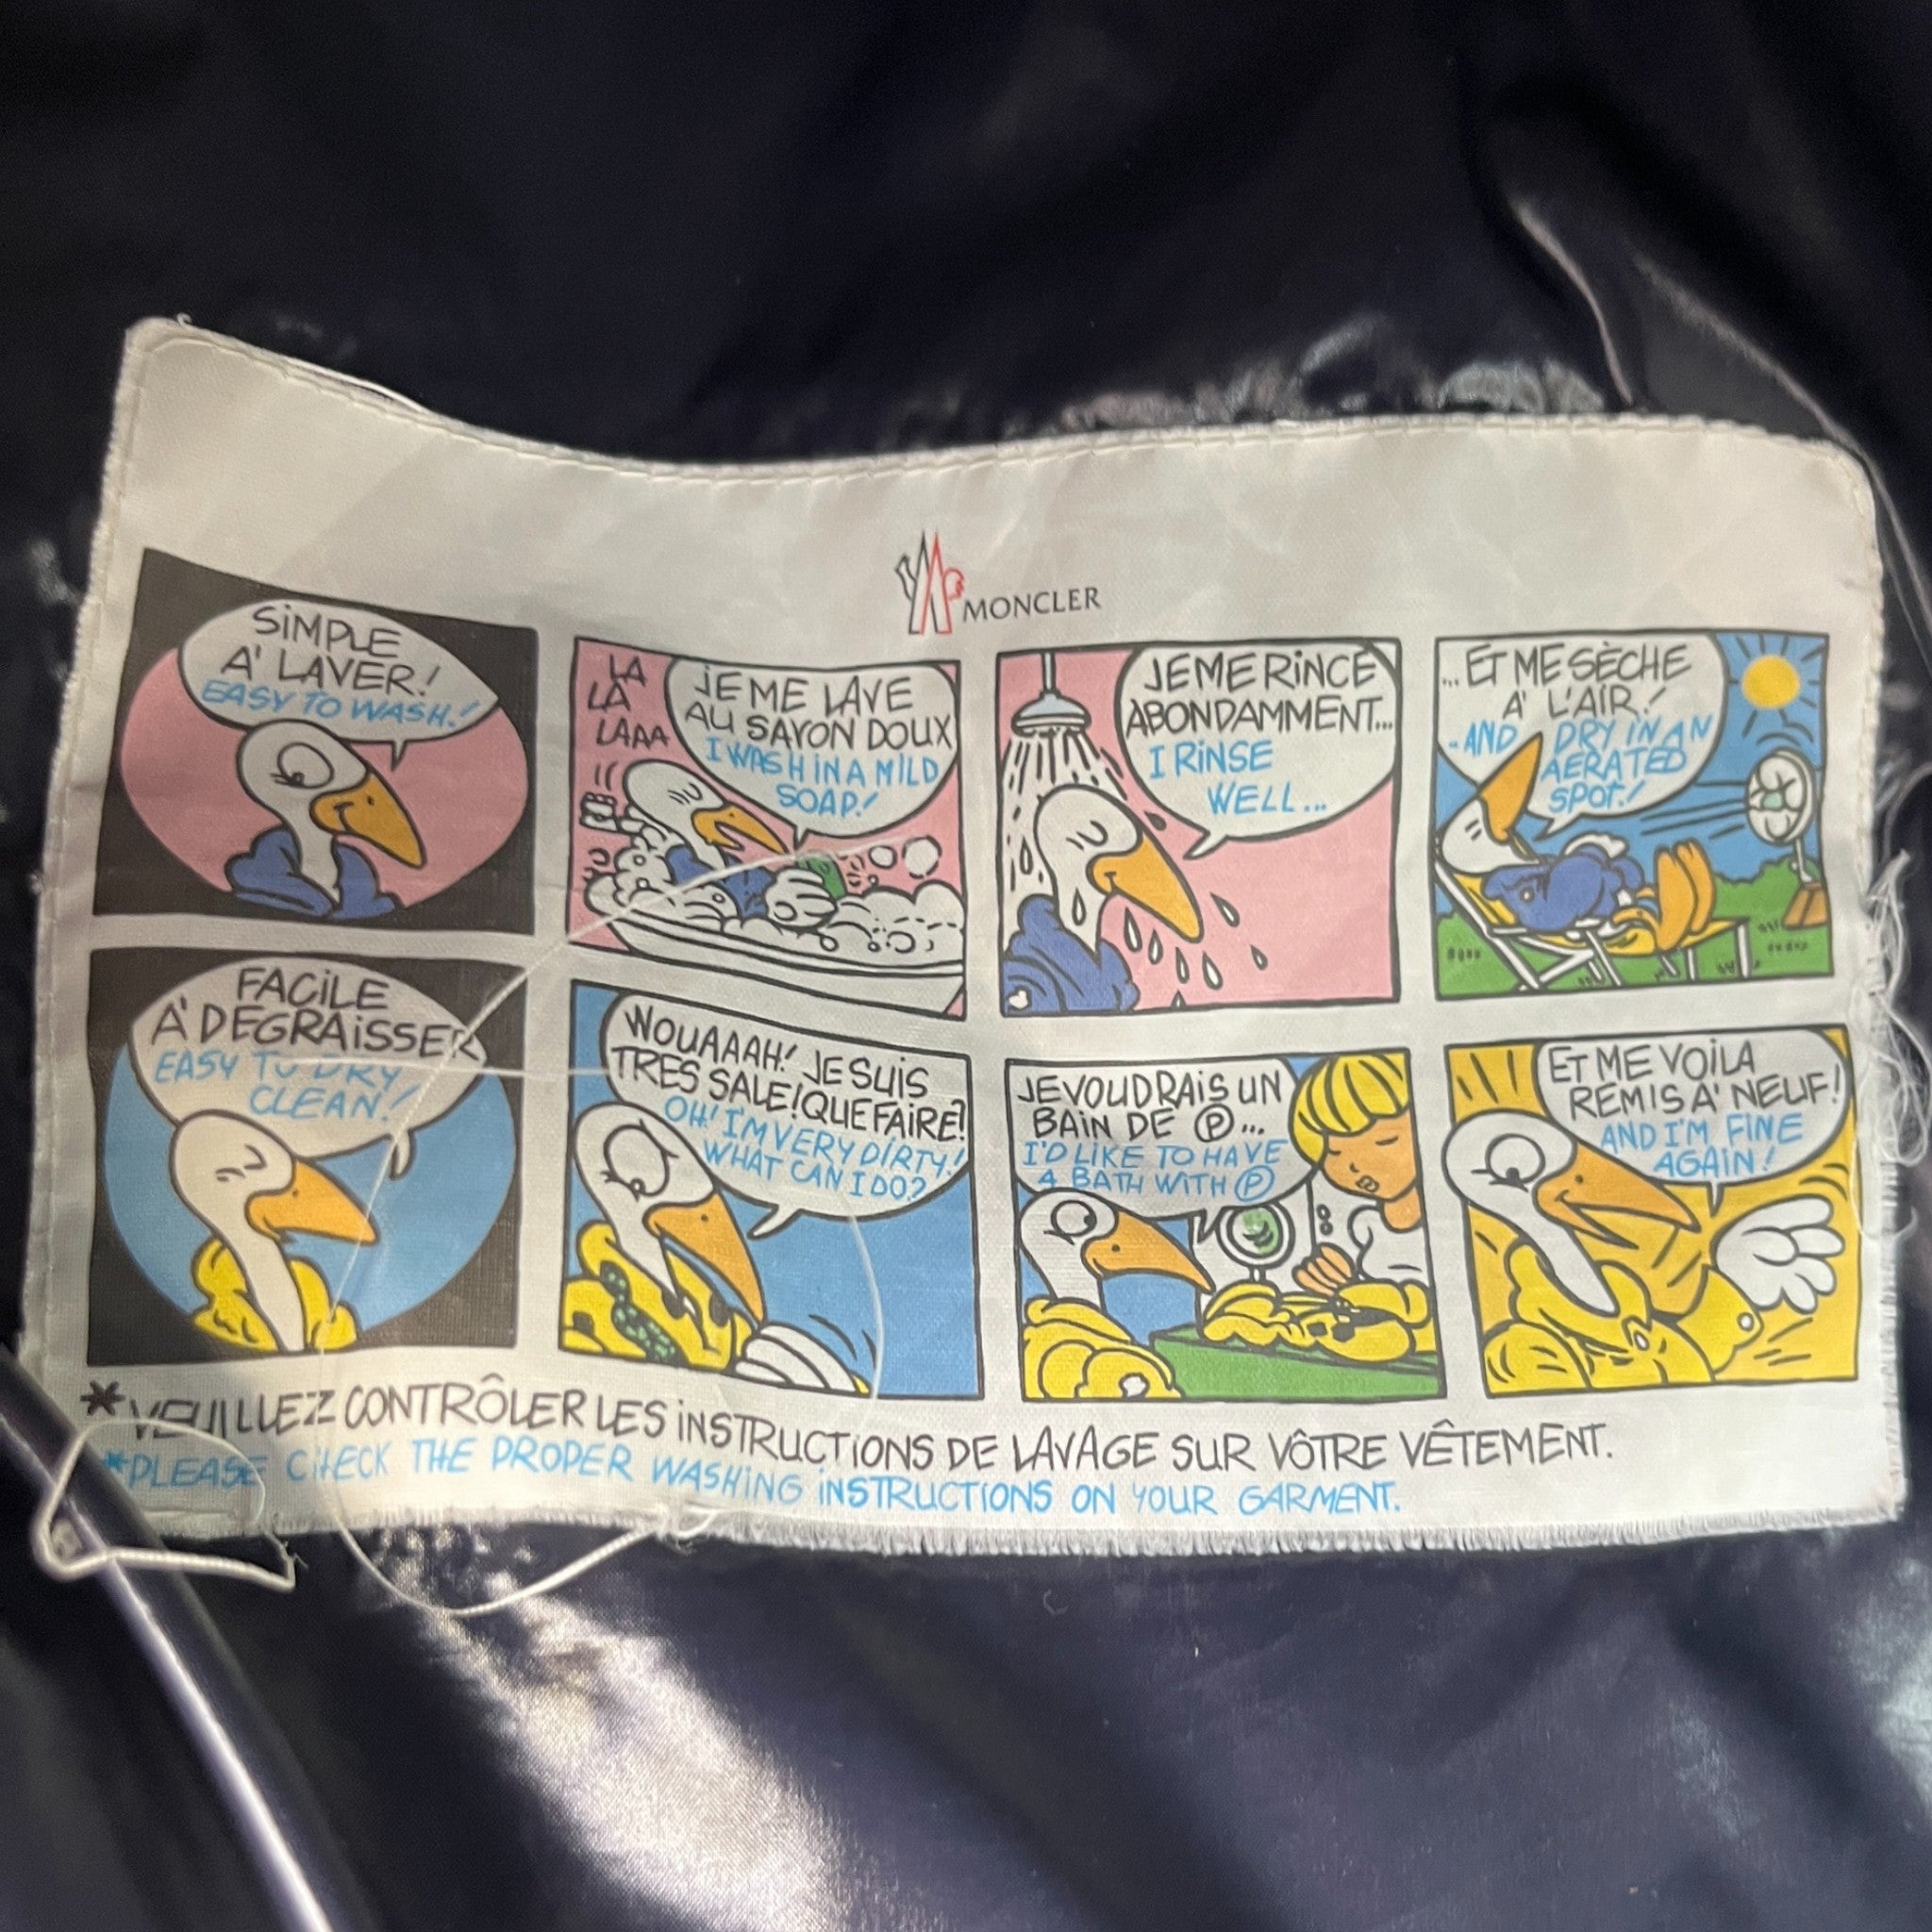 MONCLER
SIMPLE
A' LAVER!
EASY TO WASH!
LA
LA
LAAA
JE ME LAVE
AU SAVON DOUX
I WASH IN A MILD
SOAP!
JE ME RINCE
ABONDAMMENT...
I RINSE
WELL...
... ET ME SÈCHE
A' L'AIR!
.. AND DRY IN AN
AERATED
SPOT!
FACILE
A' DEGRAISSER
EASY TO DRY
CLEAN!
WOUAAAH! JE SUIS
TRES SALE! QUE FAIRE?
OH! I'M VERY DIRTY!
WHAT CAN I DO?
JE VOUDRAIS UN
BAIN DE Ⓟ...
I'D LIKE TO HAVE
A BATH WITH Ⓟ
ET ME VOILA
REMIS A' NEUF!
AND I'M FINE
AGAIN!
*VEUILLEZ CONTRÔLER LES INSTRUCTIONS DE LAVAGE SUR VÔTRE VÊTEMENT.
*PLEASE CHECK THE PROPER WASHING INSTRUCTIONS ON YOUR GARMENT.